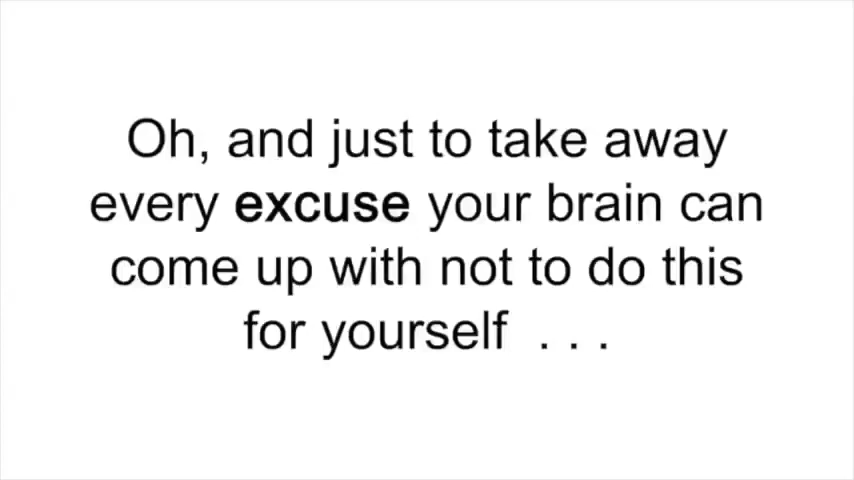 Oh, and just to take away
every excuse your brain can
come up with not to do this
for yourself . . .